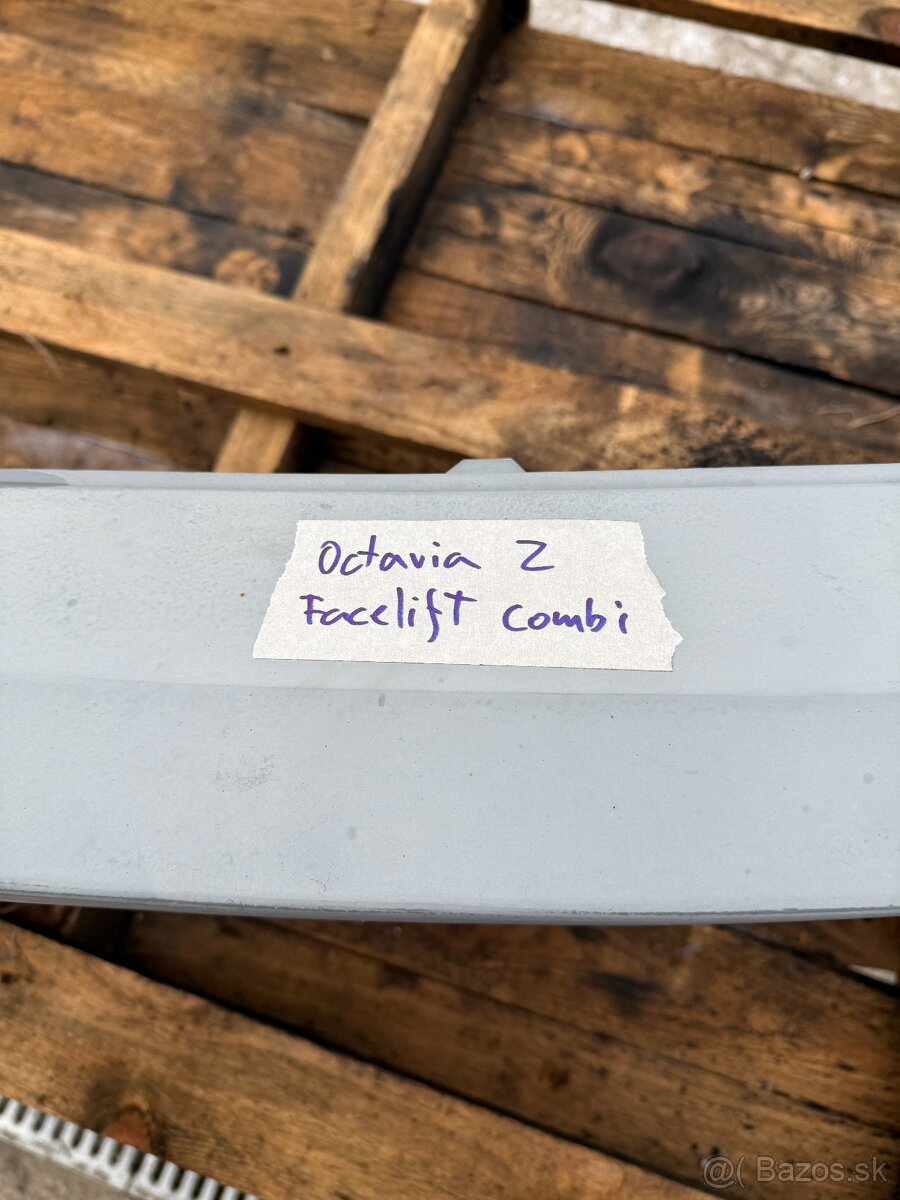 Octavia 2
Facelift Combi
@( Bazos.sk